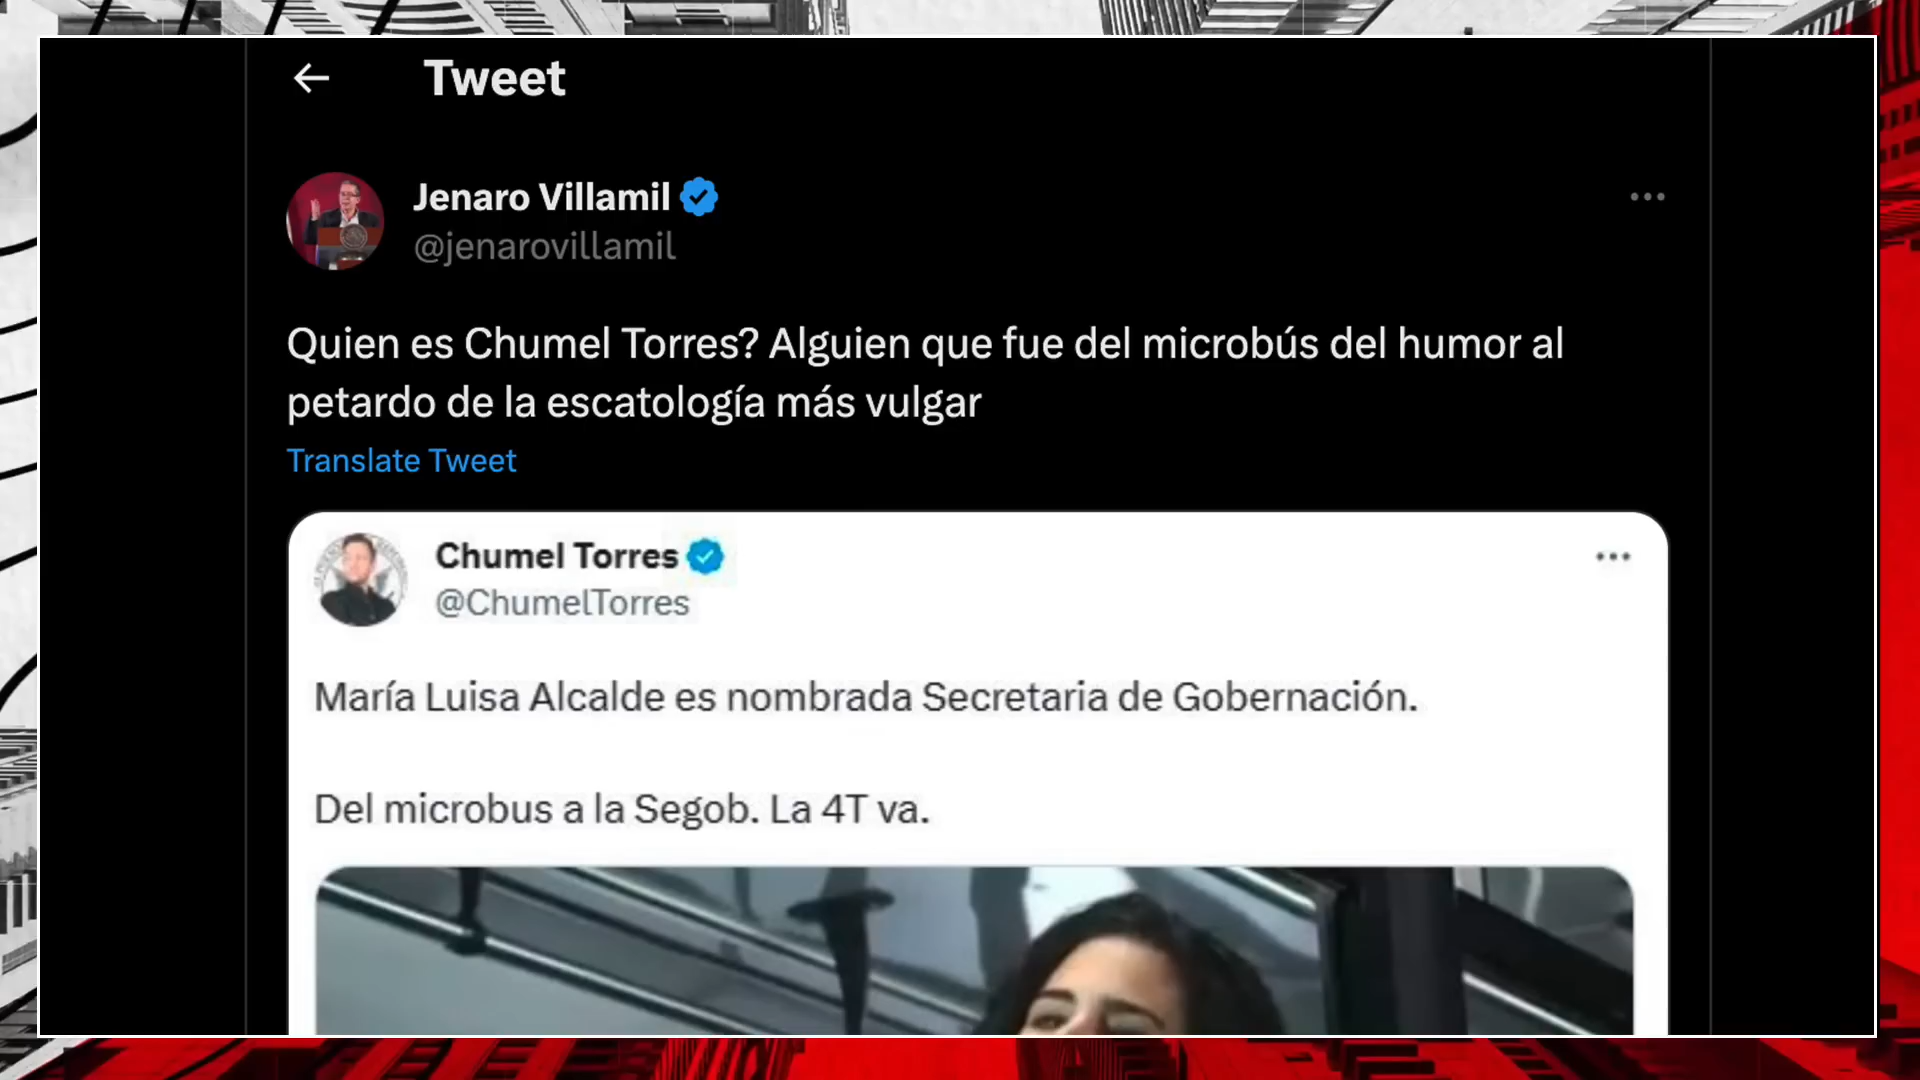 Tweet
Jenaro Villamil
@jenarovillamil
Quien es Chumel Torres? Alguien que fue del microbús del humor al
petardo de la escatología más vulgar
Translate Tweet
Chumel Torres
@ChumelTorres
María Luisa Alcalde es nombrada Secretaria de Gobernación.
Del microbus a la Segob. La 4T va.